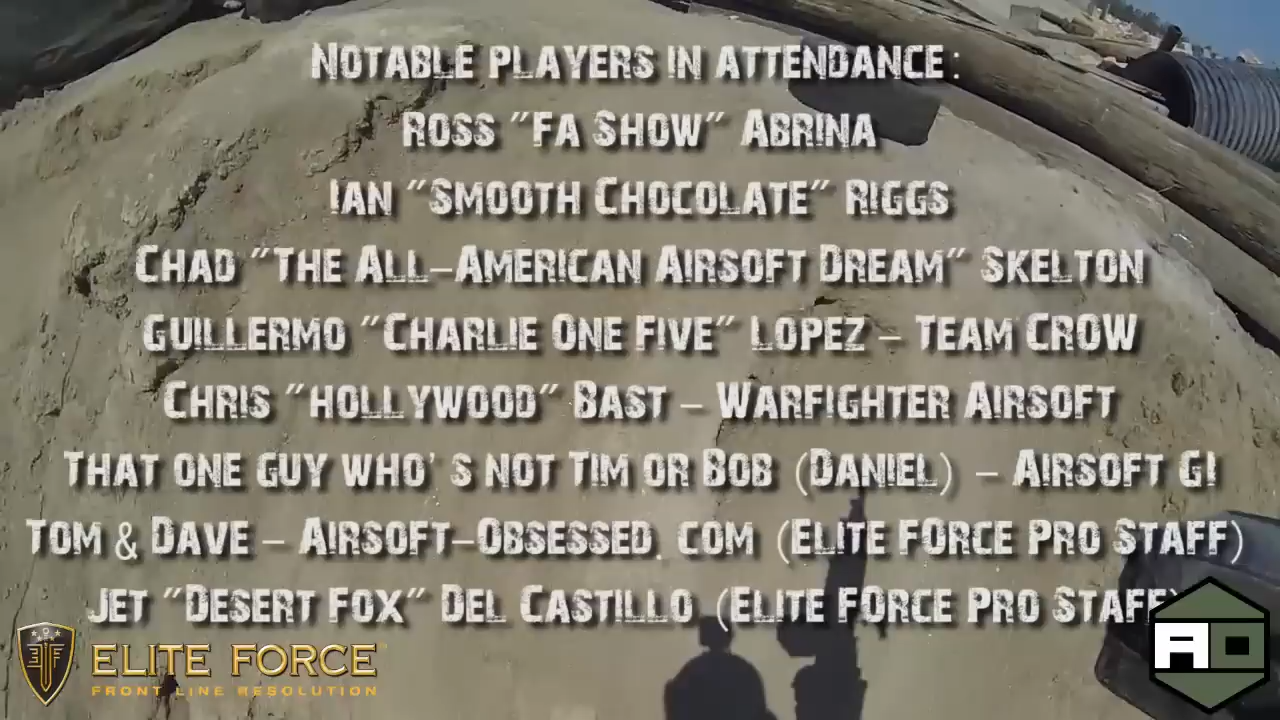 Notable players in attendance:
Ross "Fa Show" Abrina
Ian "Smooth Chocolate" Riggs
Chad "The All-American Airsoft Dream" Skelton
Guillermo "Charlie One Five" Lopez - Team CROW
Chris "Hollywood" Bast - Warfighter Airsoft
That one guy who's not Tim or Bob (Daniel) - Airsoft GI
Tom & Dave - Airsoft-Obsessed.com (Elite Force Pro Staff)
Jet "Desert Fox" Del Castillo (Elite Force Pro Staff)
ELITE FORCE
FRONT LINE RESOLUTION
AO